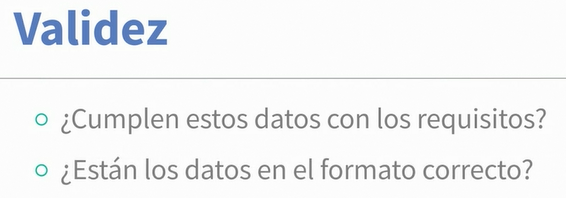 Validez
¿Cumplen estos datos con los requisitos?
¿Están los datos en el formato correcto?